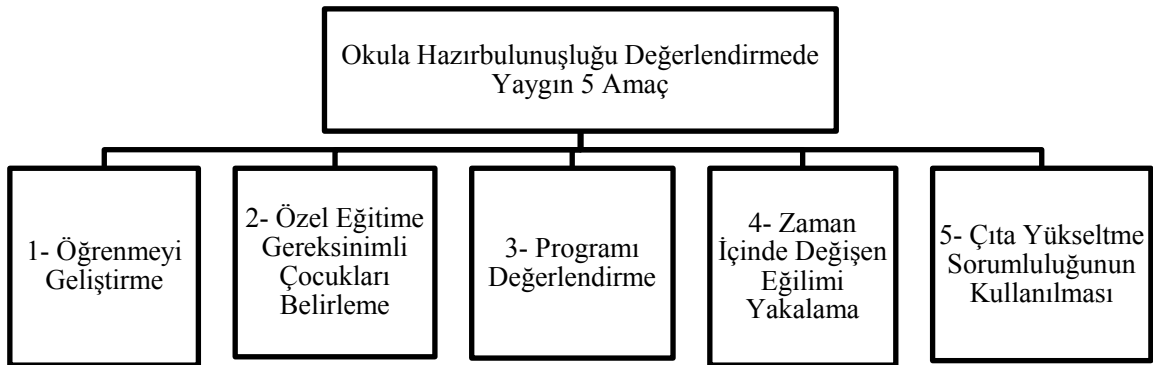 Okula Hazırbulunuşluğu Değerlendirmede
Yaygın 5 Amaç
1- Öğrenmeyi
Geliştirme
2- Özel Eğitime
Gereksinimli
Çocukları
Belirleme
3- Programı
Değerlendirme
4- Zaman
İçinde Değişen
Eğilimi
Yakalama
5- Çıta Yükseltme
Sorumluluğunun
Kullanılması